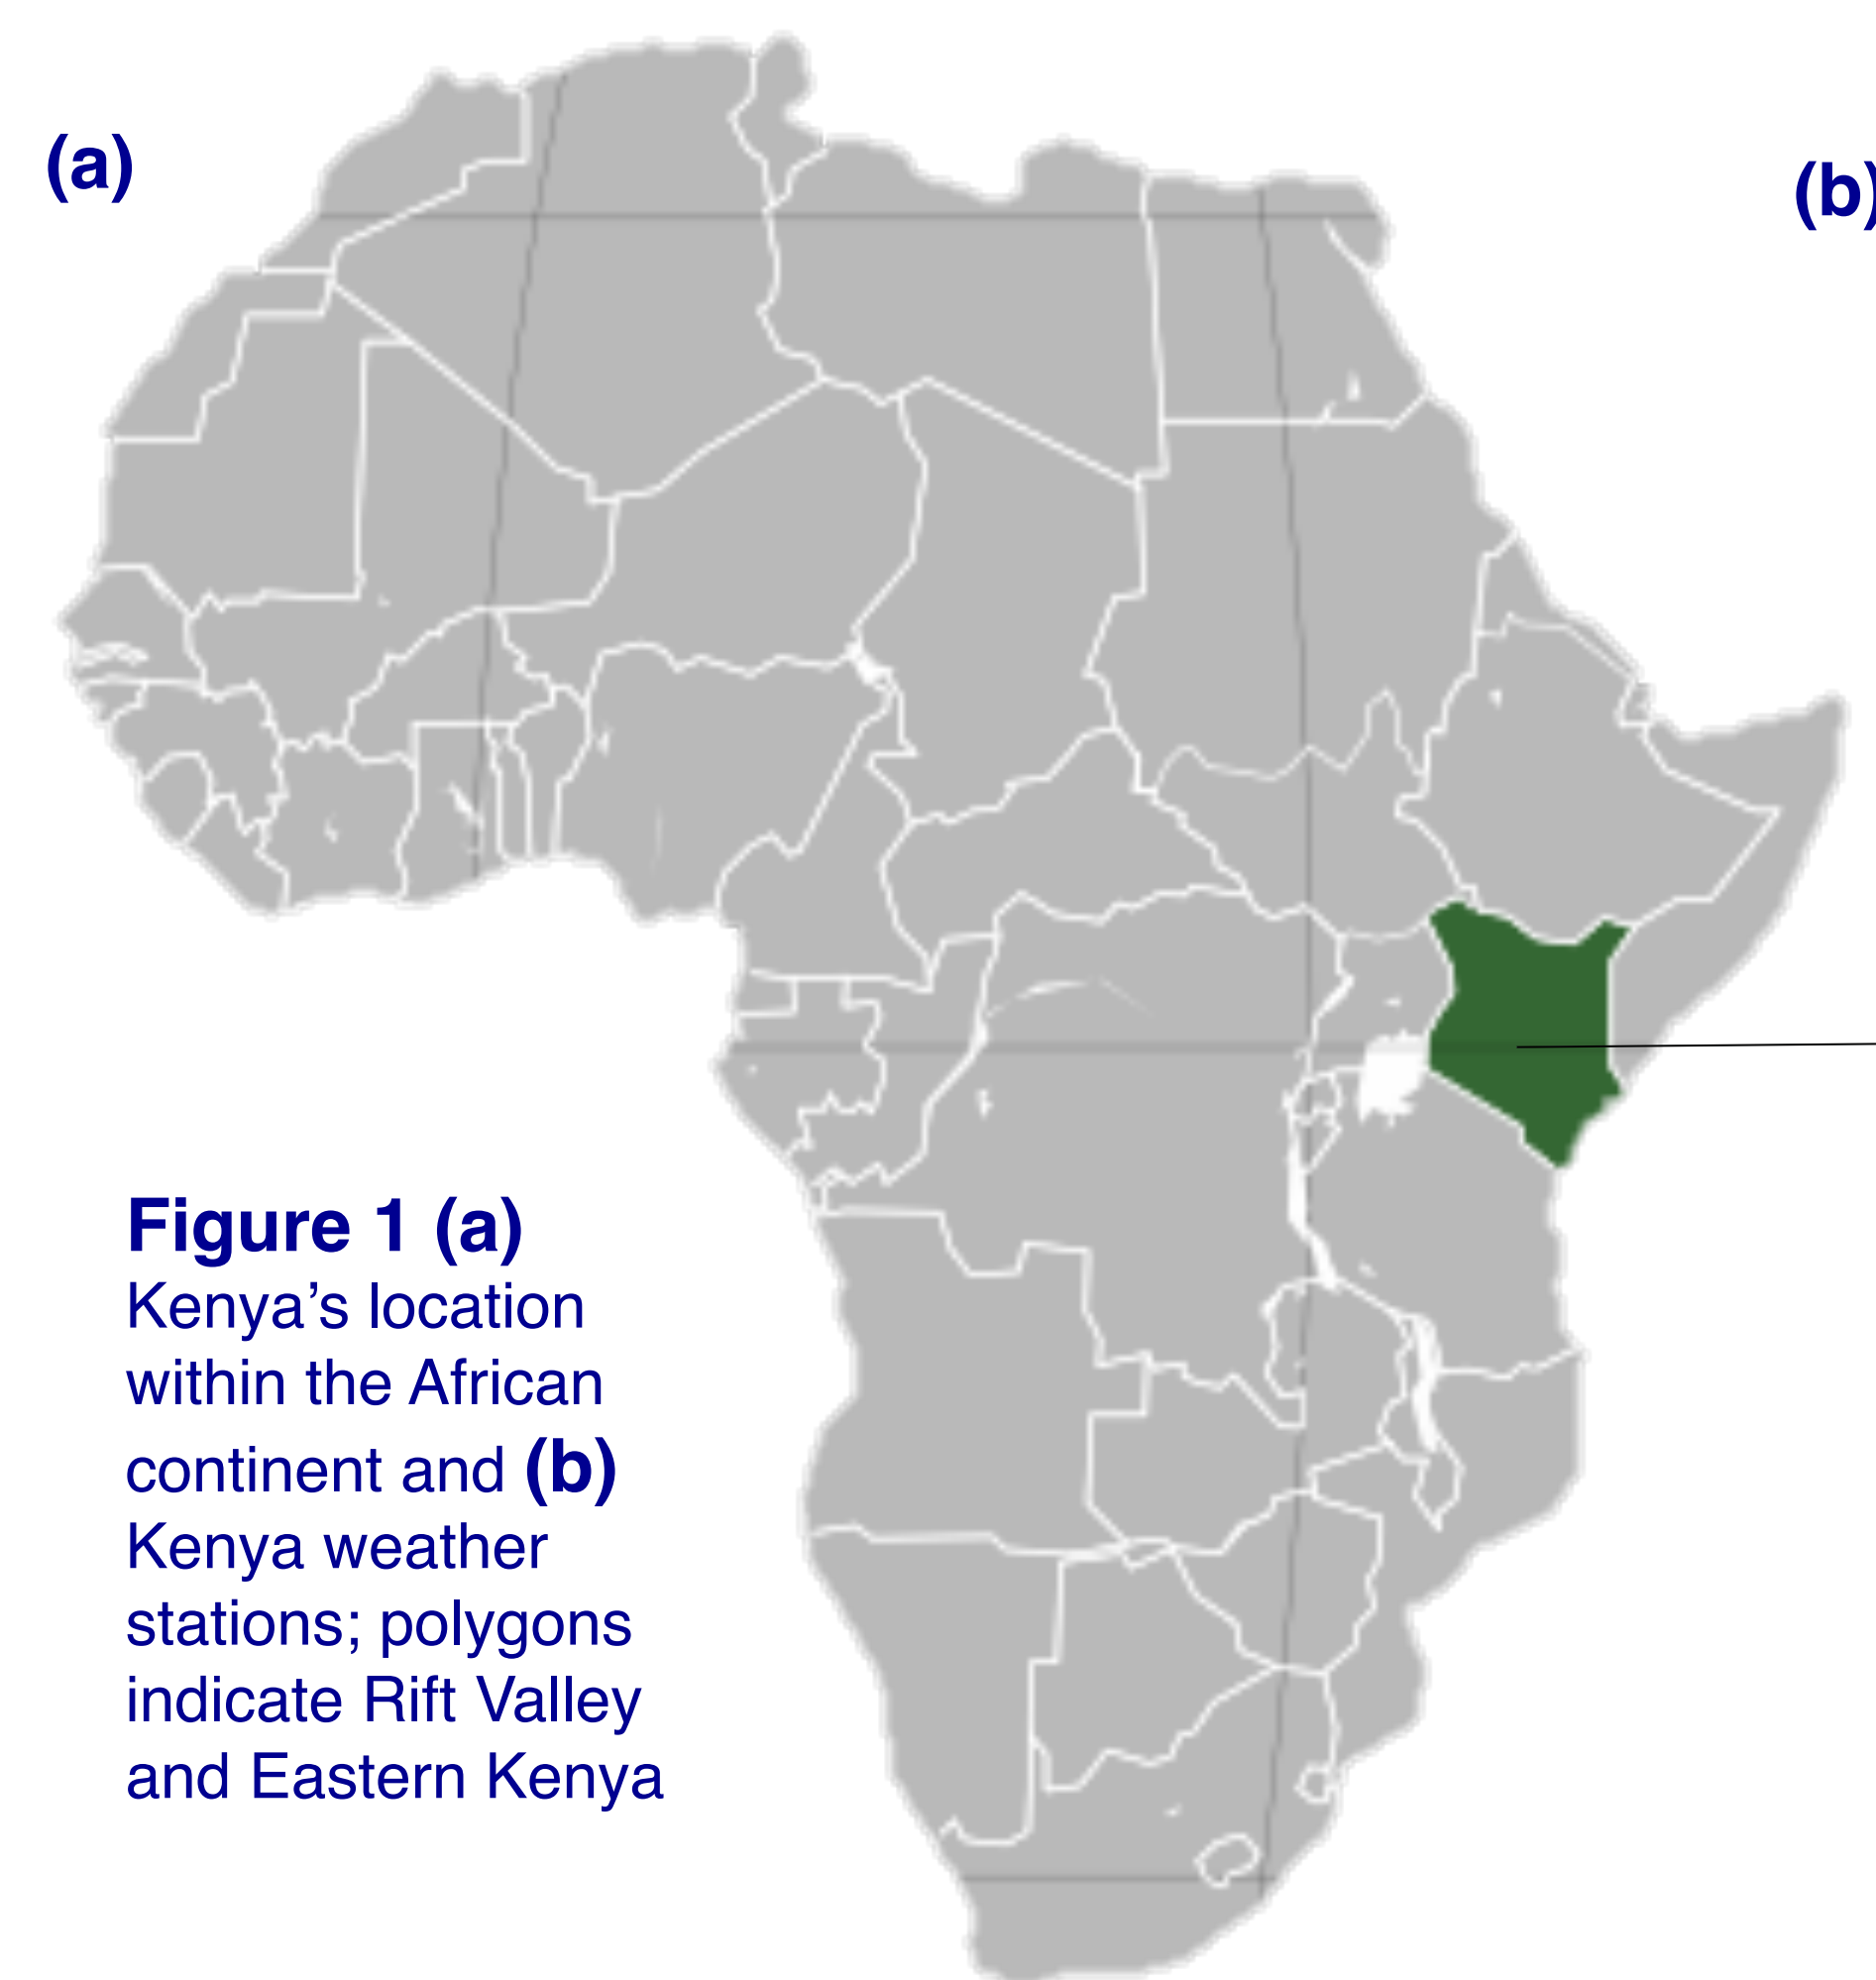 (a)
(b)
Figure 1 (a)
Kenya’s location
within the African
continent and (b)
Kenya weather
stations; polygons
indicate Rift Valley
and Eastern Kenya